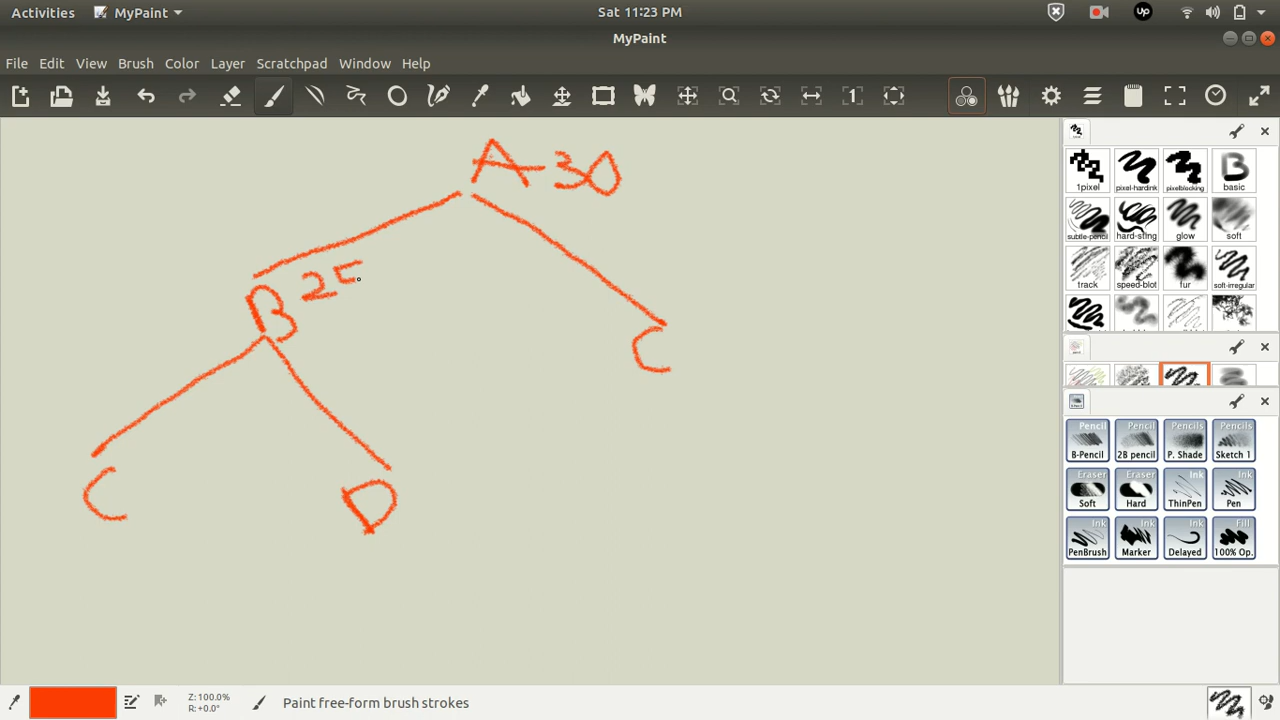 Activities MyPaint Sat 11:23 PM up
MyPaint
File Edit View Brush Color Layer Scratchpad Window Help
A 30
B 2
C
C D
1pixel pixel-hardink pixelblocking basic
subtle-pencil hard-sting glow soft
track speed-blot fur soft-irregular
Pencil Pencil Pencils Pencils
B-Pencil 2B pencil P. Shade Sketch 1
Eraser Eraser Ink Ink
Soft Hard ThinPen Pen
Ink Ink Ink Fill
PenBrush Marker Delayed 100% Op.
Z: 100.0%
R: +0.0°
Paint free-form brush strokes